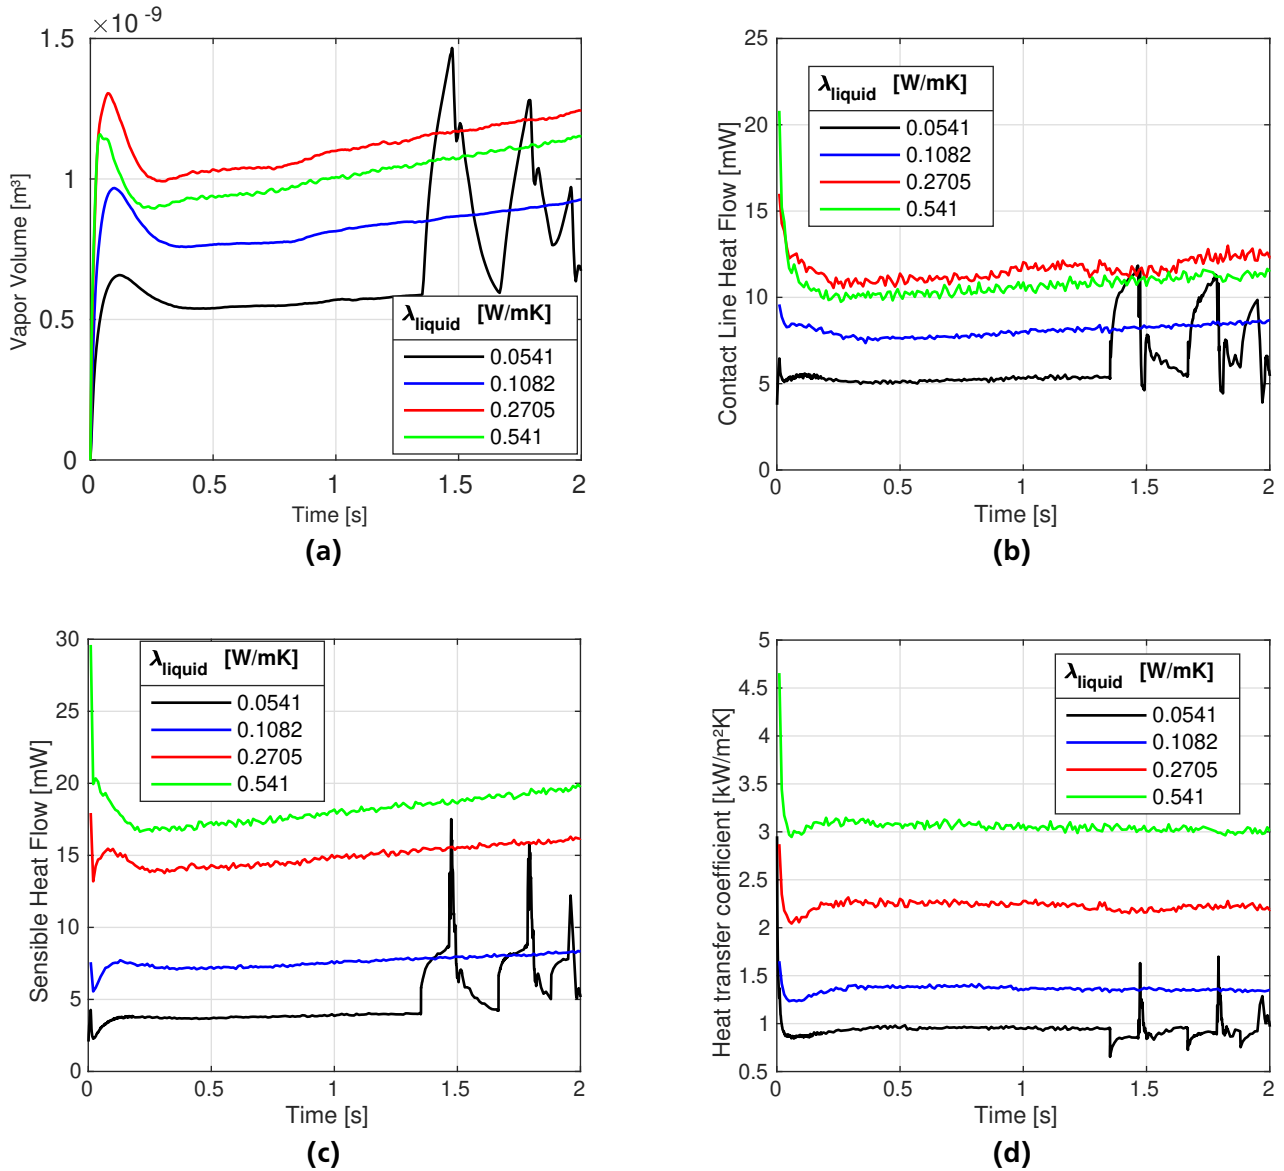 ×10 -9
1.5
1
0.5
0
Vapor Volume [m³]
λliquid [W/mK]
0.0541
0.1082
0.2705
0.541
0 0.5 1 1.5 2
Time [s]
(a)
25
20
15
10
5
0
Contact Line Heat Flow [mW]
λliquid [W/mK]
0.0541
0.1082
0.2705
0.541
0 0.5 1 1.5 2
Time [s]
(b)
30
25
20
15
10
5
0
Sensible Heat Flow [mW]
λliquid [W/mK]
0.0541
0.1082
0.2705
0.541
0 0.5 1 1.5 2
Time [s]
(c)
5
4.5
4
3.5
3
2.5
2
1.5
1
0.5
Heat transfer coefficient [kW/m²K]
λliquid [W/mK]
0.0541
0.1082
0.2705
0.541
0 0.5 1 1.5 2
Time [s]
(d)